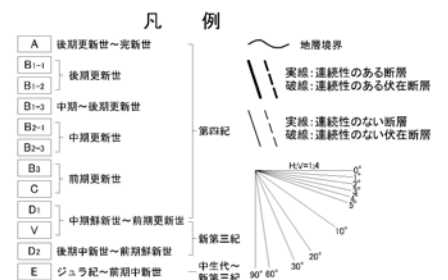 凡 例
A 後期更新世~完新世
B1-1
B1-2
後期更新世
B1-3 中期~後期更新世
B2-1
B2-3
中期更新世
B3
C
前期更新世
D1
V
中期鮮新世~前期更新世
D2 後期中新世~前期鮮新世
E ジュラ紀~前期中新世
第四紀
新第三紀
中生代~
新第三紀
地層境界
実線:連続性のある断層
破線:連続性のある伏在断層
実線:連続性のない断層
破線:連続性のない伏在断層
H:V=1:4
0°
5°
10°
20°
30°
60°
90°